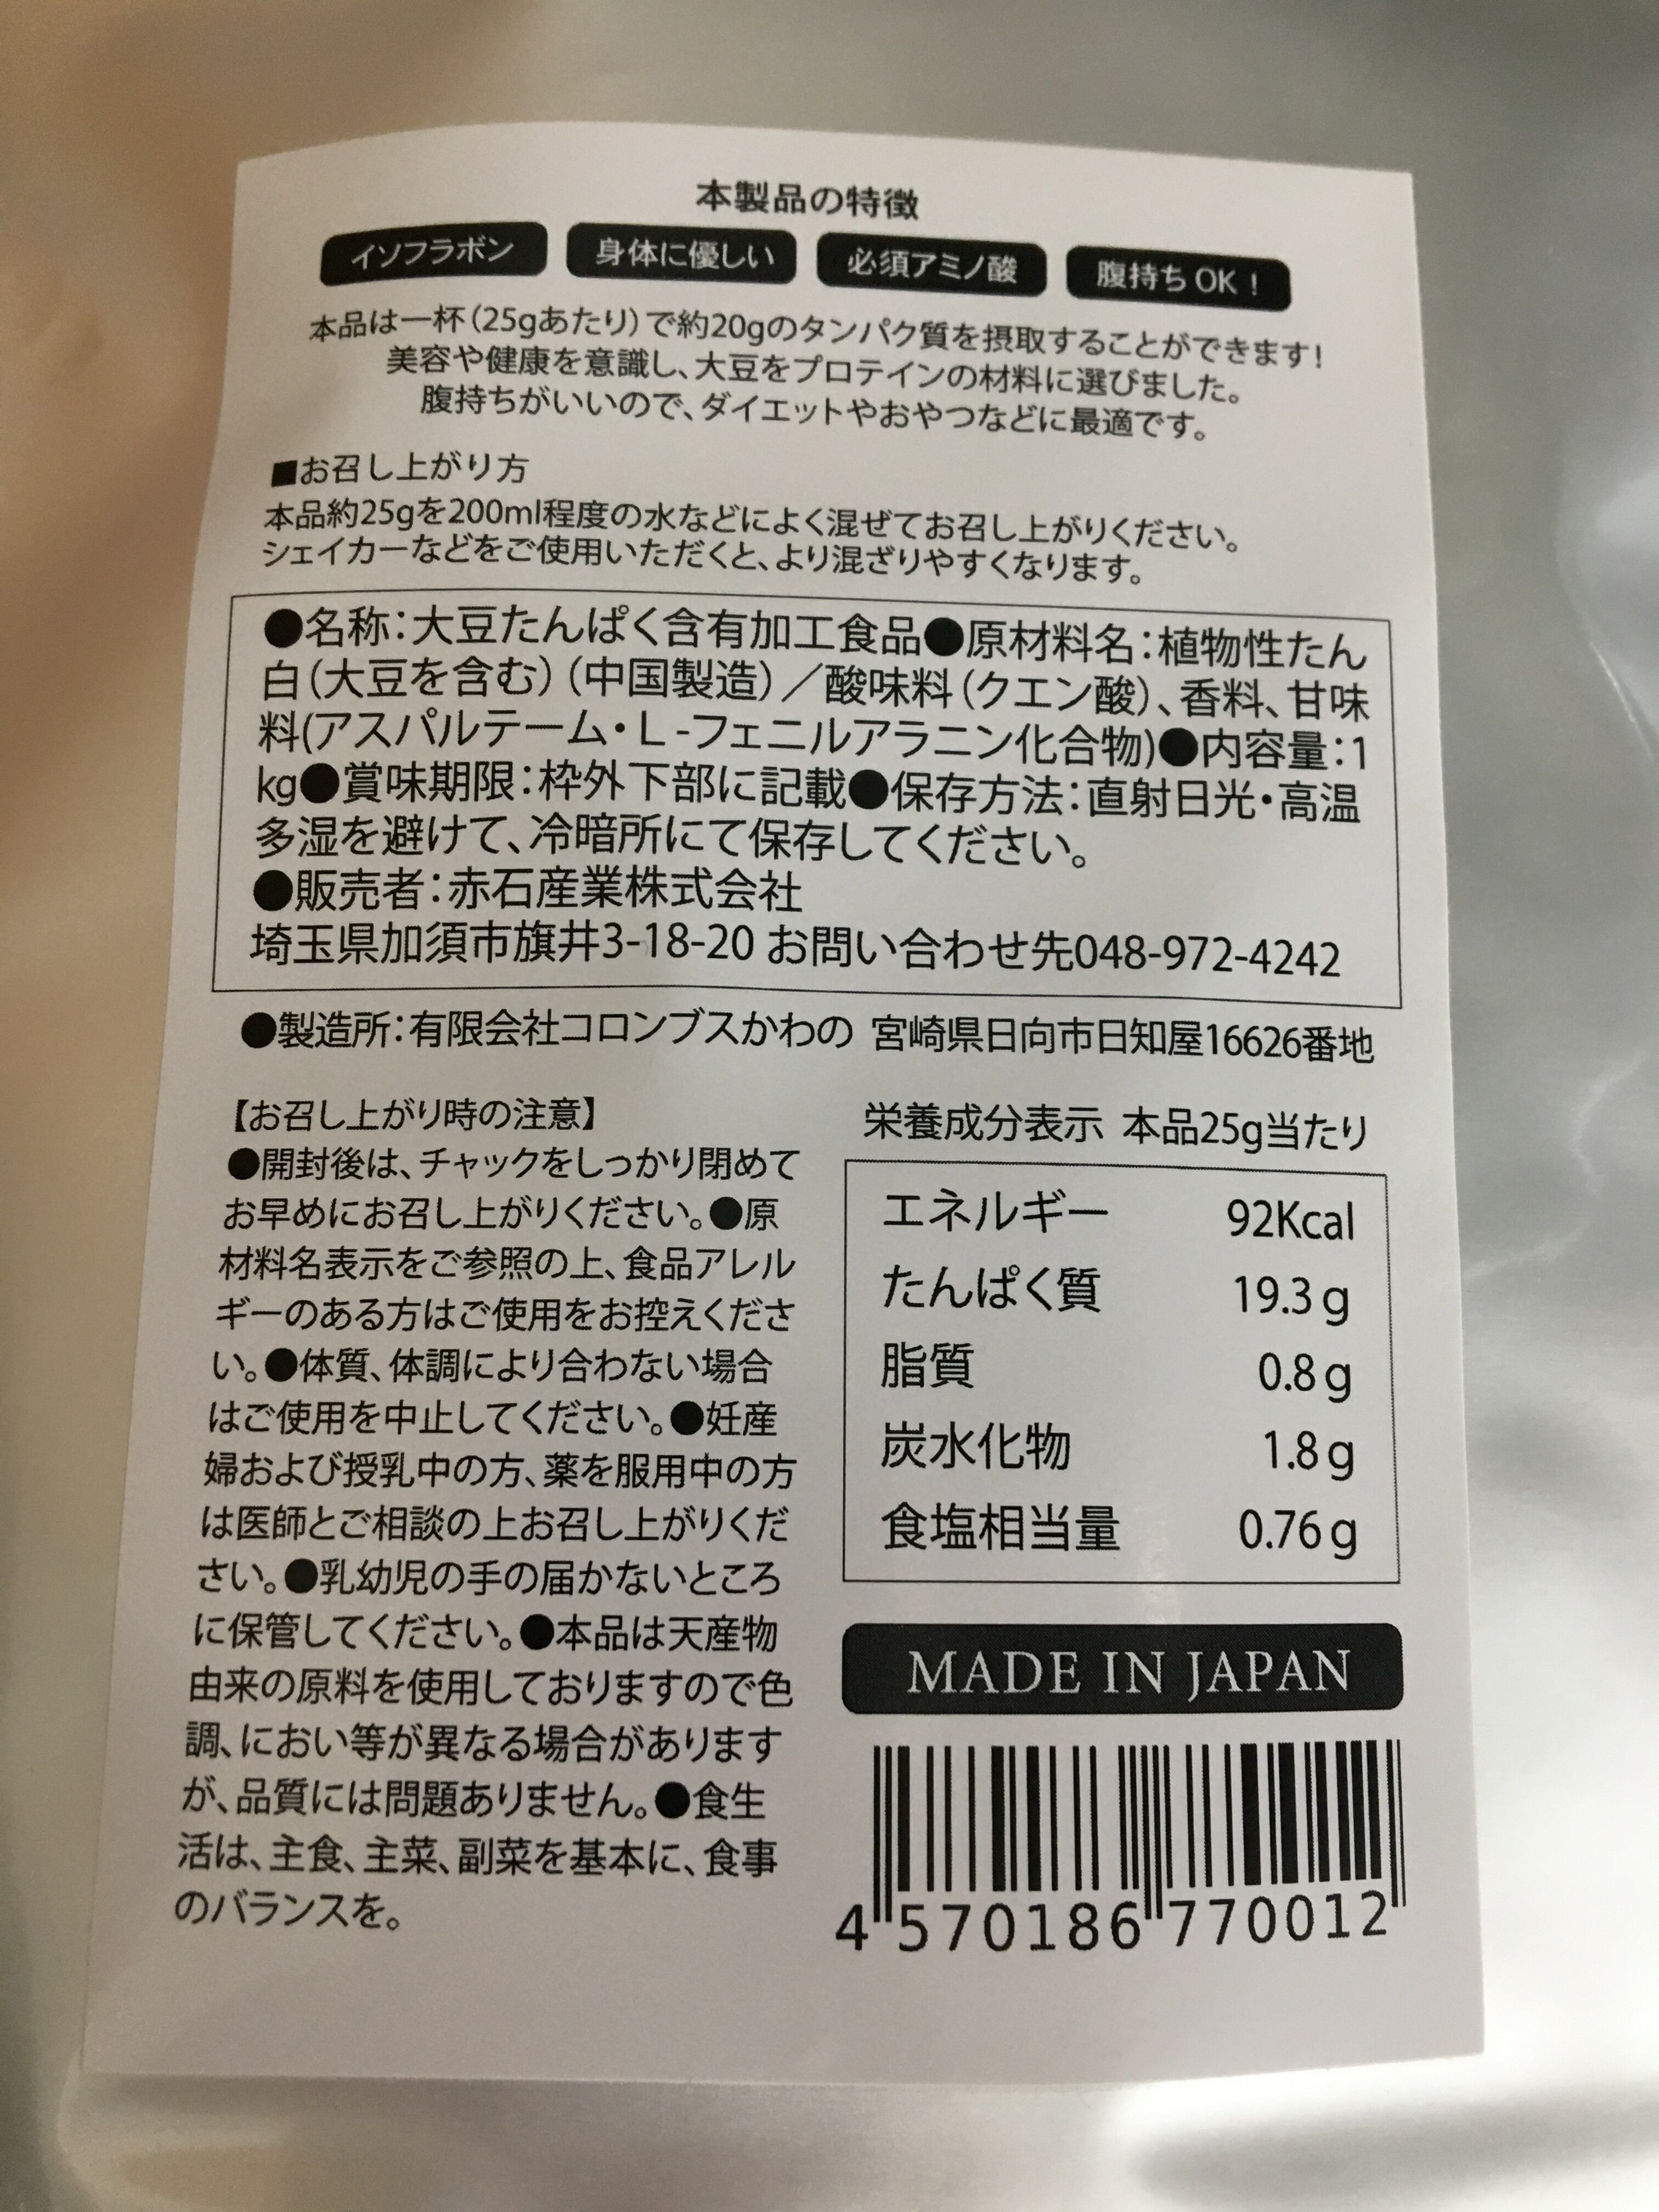 本製品の特徴
イソフラボン 身体に優しい 必須アミノ酸 腹持ちOK！
本品は一杯（25gあたり）で約20gのタンパク質を摂取することができます！
美容や健康を意識し、大豆をプロテインの材料に選びました。
腹持ちがいいので、ダイエットやおやつなどに最適です。
■お召し上がり方
本品約25gを200ml程度の水などによく混ぜてお召し上がりください。
シェイカーなどをご使用いただくと、より混ざりやすくなります。
●名称：大豆たんぱく含有加工食品●原材料名：植物性たん
白（大豆を含む）（中国製造）／酸味料（クエン酸）、香料、甘味
料(アスパルテーム・L-フェニルアラニン化合物)●内容量：1
kg●賞味期限：枠外下部に記載●保存方法：直射日光・高温
多湿を避けて、冷暗所にて保存してください。
●販売者：赤石産業株式会社
埼玉県加須市旗井3-18-20 お問い合わせ先048-972-4242
●製造所：有限会社コロンブスかわの 宮崎県日向市日知屋16626番地
【お召し上がり時の注意】
●開封後は、チャックをしっかり閉めて
お早めにお召し上がりください。●原
材料名表示をご参照の上、食品アレル
ギーのある方はご使用をお控えくださ
い。●体質、体調により合わない場合
はご使用を中止してください。●妊産
婦および授乳中の方、薬を服用中の方
は医師とご相談の上お召し上がりくだ
さい。●乳幼児の手の届かないところ
に保管してください。●本品は天産物
由来の原料を使用しておりますので色
調、におい等が異なる場合があります
が、品質には問題ありません。●食生
活は、主食、主菜、副菜を基本に、食事
のバランスを。
栄養成分表示 本品25g当たり
エネルギー 92Kcal
たんぱく質 19.3g
脂質 0.8g
炭水化物 1.8g
食塩相当量 0.76g
MADE IN JAPAN
4 570186 770012